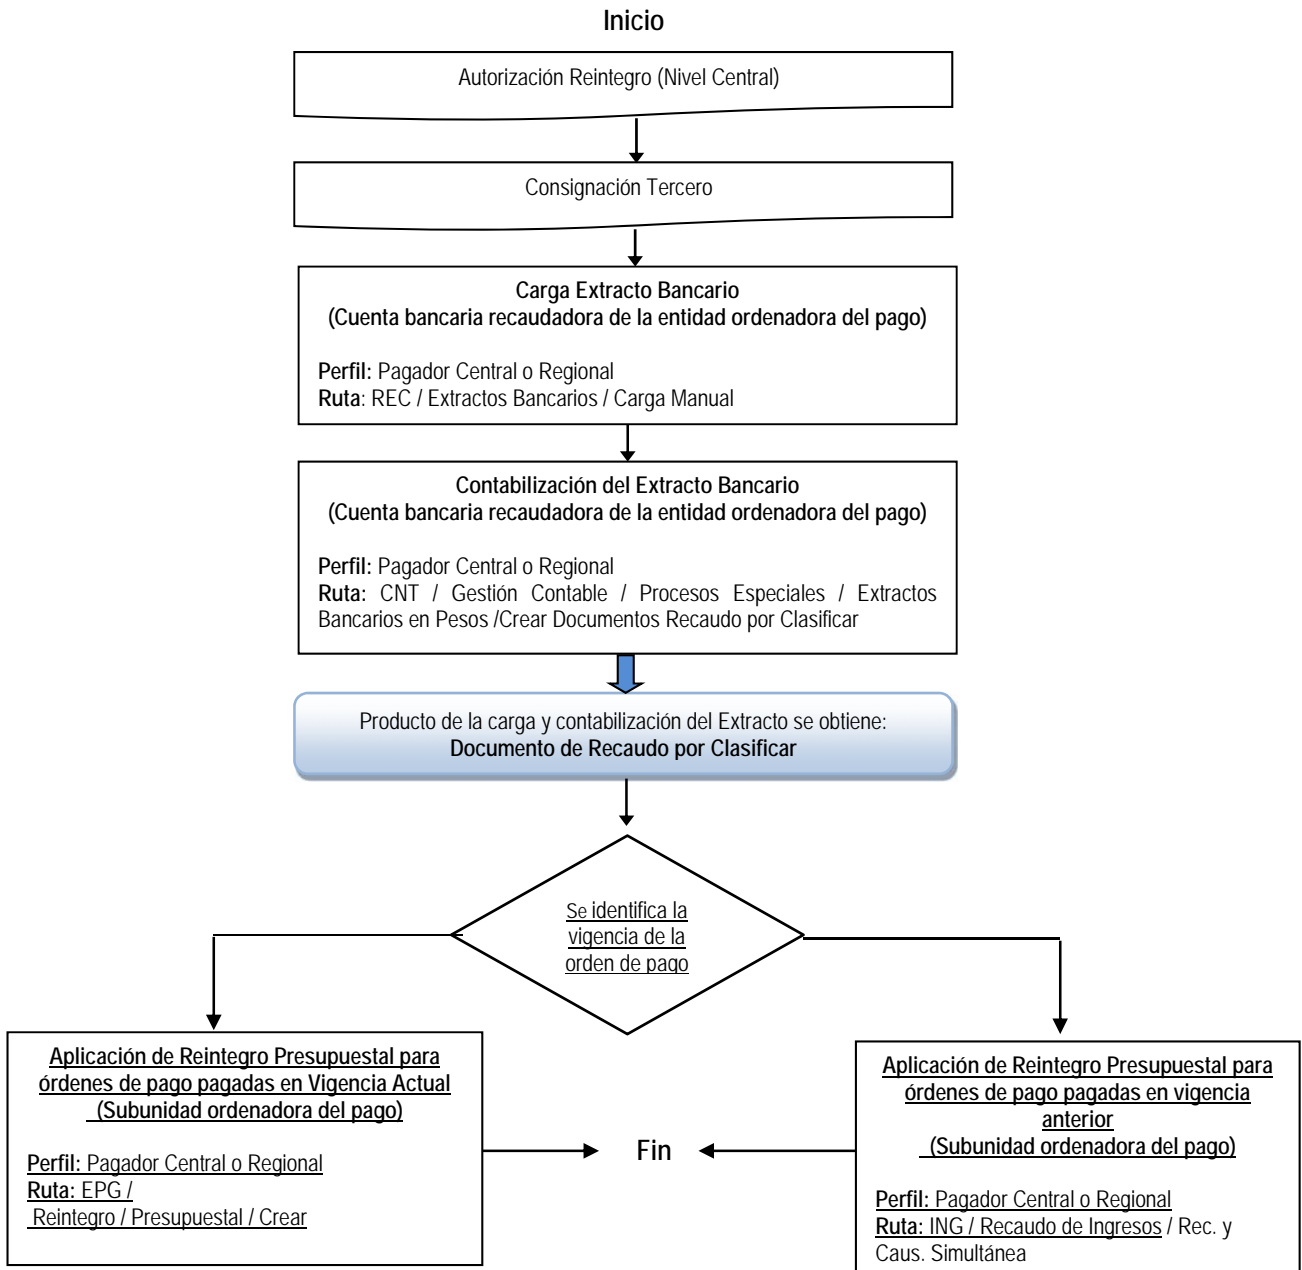 Inicio
Autorización Reintegro (Nivel Central)
Consignación Tercero
Carga Extracto Bancario
(Cuenta bancaria recaudadora de la entidad ordenadora del pago)
Perfil: Pagador Central o Regional
Ruta: REC / Extractos Bancarios / Carga Manual
Contabilización del Extracto Bancario
(Cuenta bancaria recaudadora de la entidad ordenadora del pago)
Perfil: Pagador Central o Regional
Ruta: CNT / Gestión Contable / Procesos Especiales / Extractos
Bancarios en Pesos /Crear Documentos Recaudo por Clasificar
Producto de la carga y contabilización del Extracto se obtiene:
Documento de Recaudo por Clasificar
Se identifica la
vigencia de la
orden de pago
Aplicación de Reintegro Presupuestal para
órdenes de pago pagadas en Vigencia Actual
(Subunidad ordenadora del pago)
Perfil: Pagador Central o Regional
Ruta: EPG /
Reintegro / Presupuestal / Crear
Fin
Aplicación de Reintegro Presupuestal para
órdenes de pago pagadas en vigencia
anterior
(Subunidad ordenadora del pago)
Perfil: Pagador Central o Regional
Ruta: ING / Recaudo de Ingresos / Rec. y
Caus. Simultánea